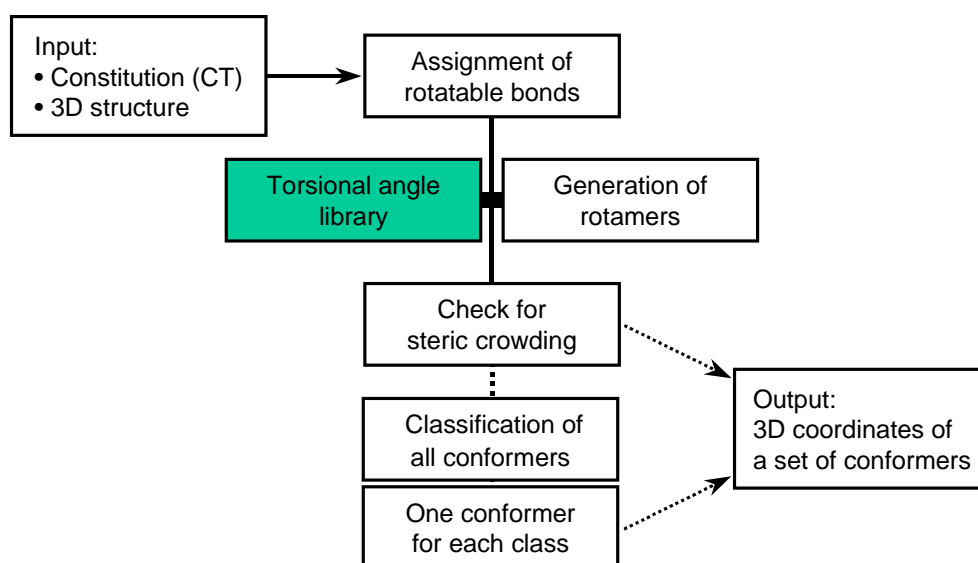 Input:
• Constitution (CT)
• 3D structure
Assignment of
rotatable bonds
Torsional angle
library
Generation of
rotamers
Check for
steric crowding
Classification of
all conformers
One conformer
for each class
Output:
3D coordinates of
a set of conformers